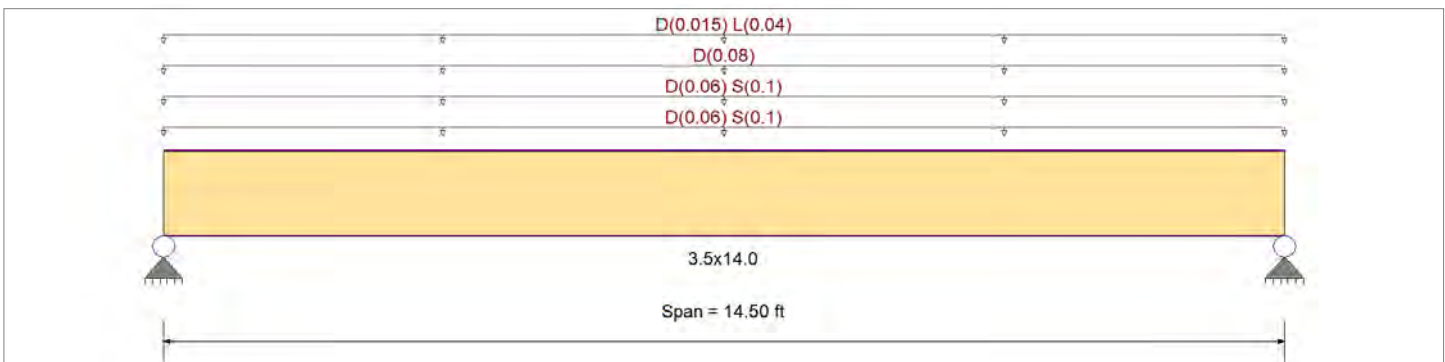 D(0.015) L(0.04)
D(0.08)
D(0.06) S(0.1)
D(0.06) S(0.1)
3.5x14.0
Span = 14.50 ft